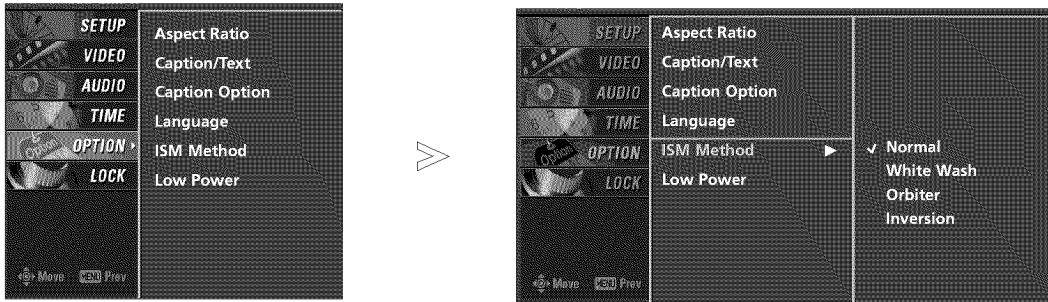 SETUP
VIDEO
AUDIO
TIME
OPTION
LOCK
Move MENU Prev
Aspect Ratio
Caption/Text
Caption Option
Language
ISM Method
Low Power
SETUP
VIDEO
AUDIO
TIME
OPTION
LOCK
Move MENU Prev
Aspect Ratio
Caption/Text
Caption Option
Language
ISM Method
Low Power
✓ Normal
White Wash
Orbiter
Inversion